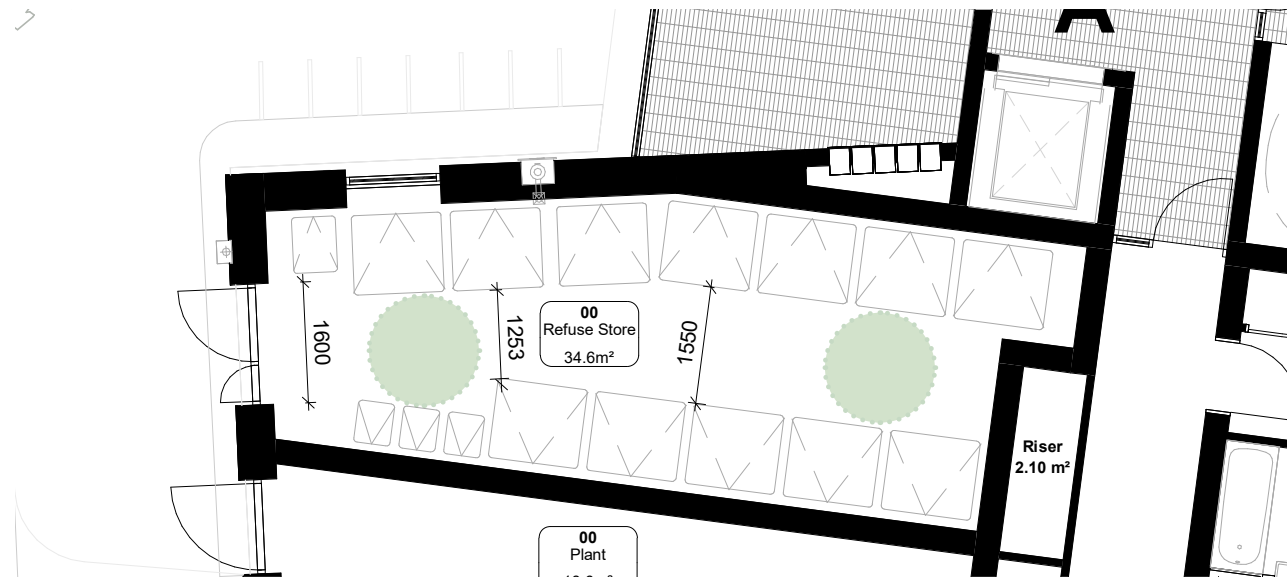 A
00
Refuse Store
34.6m²
1600
1253
1550
Riser
2.10 m²
00
Plant